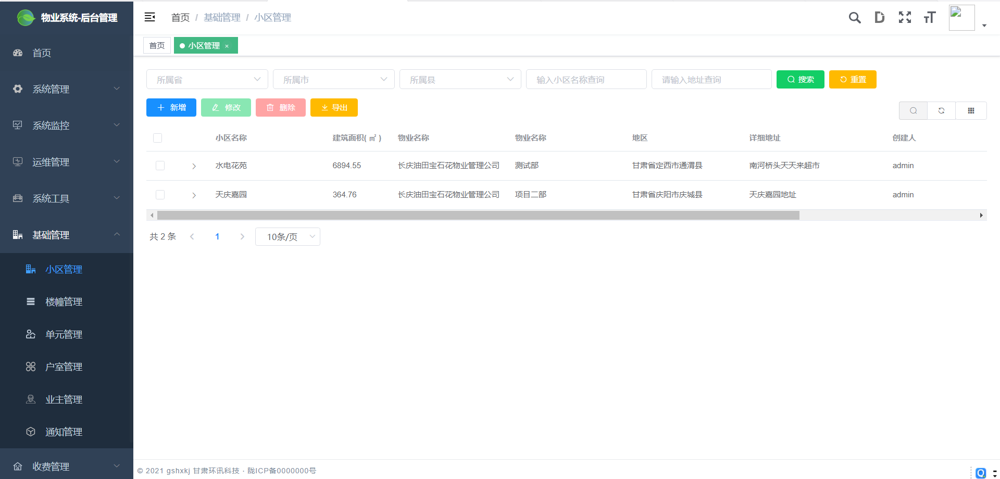 物业系统-后台管理
首页 / 基础管理 / 小区管理
首页
小区管理 ×
首页
系统管理
系统监控
运维管理
系统工具
基础管理
小区管理
楼幢管理
单元管理
户室管理
业主管理
通知管理
收费管理
所属省 所属市 所属县 输入小区名称查询 请输入地址查询 搜索 重置
新增 修改 删除 导出
小区名称 建筑面积(㎡) 物业名称 物业名称 地区 详细地址 创建人
水电花苑 6894.55 长庆油田宝石花物业管理公司 测试部 甘肃省定西市通渭县 南河桥头天天来超市 admin
天庆嘉园 364.76 长庆油田宝石花物业管理公司 项目二部 甘肃省庆阳市庆城县 天庆嘉园地址 admin
共 2 条 1 10条/页
© 2021 gshxkj 甘肃环讯科技 · 陇ICP备0000000号